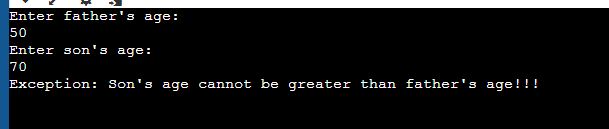 Enter father's age:
50
Enter son's age:
70
Exception: Son's age cannot be greater than father's age!!!